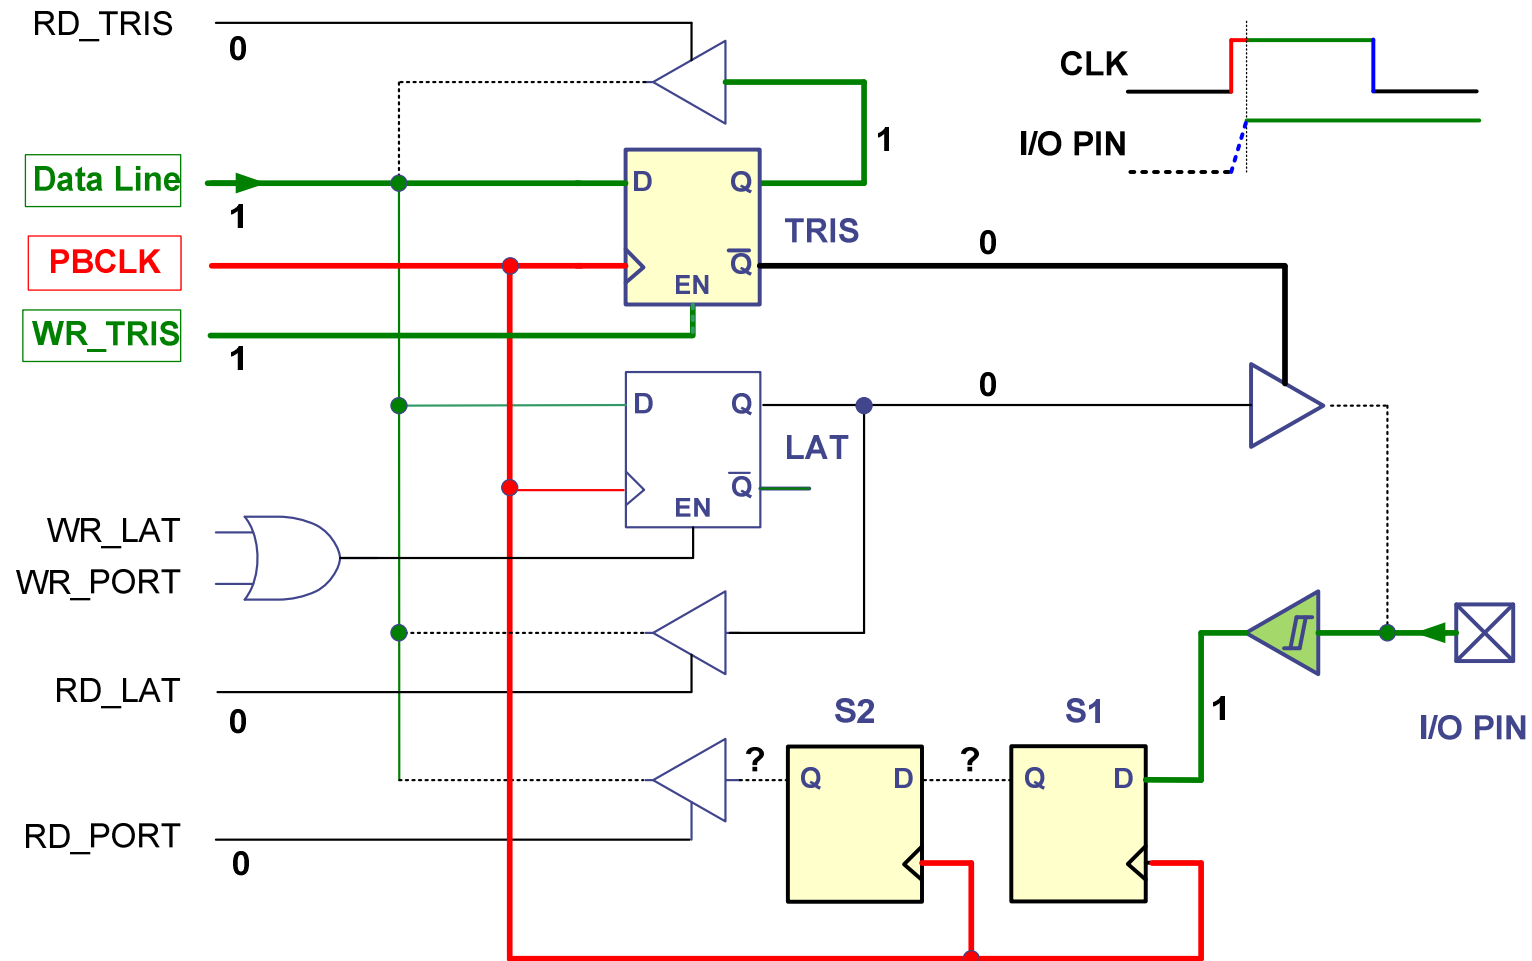 RD_TRIS
0
CLK
1
I/O PIN
Data Line
1
D Q
TRIS
Q
EN
PBCLK
0
WR_TRIS
1
D Q
0
LAT
Q
EN
WR_LAT
WR_PORT
RD_LAT
0
S2
S1
1
I/O PIN
?
?
Q D
Q D
RD_PORT
0